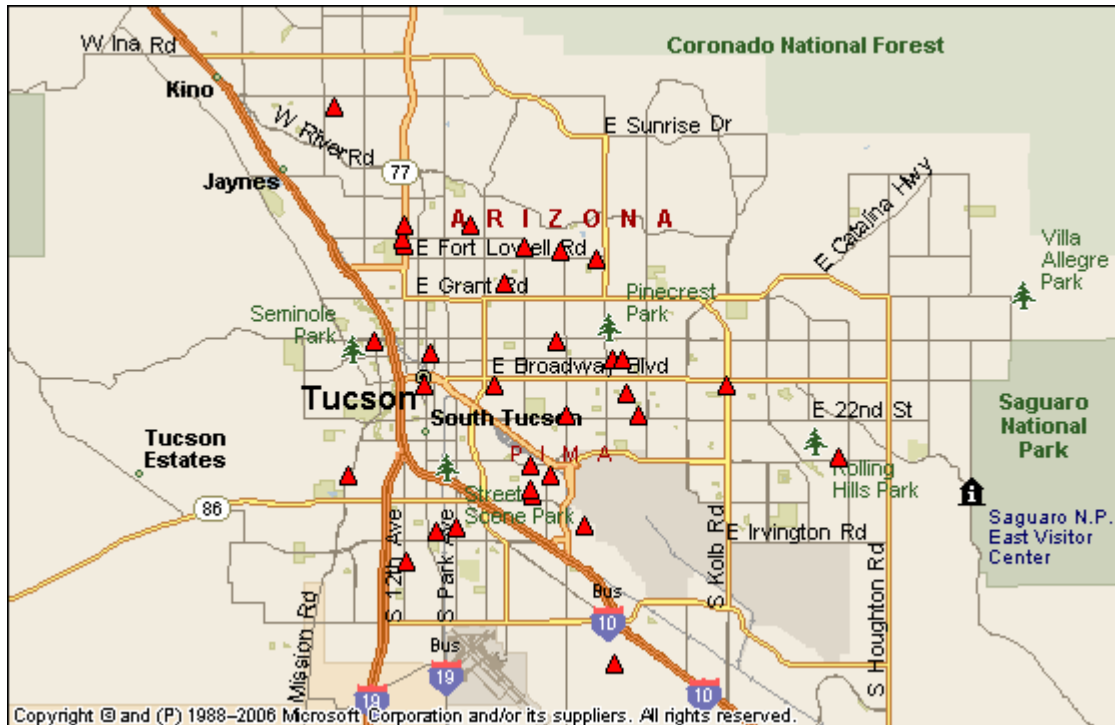 W Ina Rd
Coronado National Forest
Kino
E Sunrise Dr
W River Rd
77
Jaynes
ARIZONA
E Catalina Hwy
Villa
Allegre
Park
E Fort Lowell Rd
E Grant Rd
Pinecrest
Park
Seminole
Park
E Broadway Blvd
Tucson
E 22nd St
South Tucson
Saguaro
National
Park
Tucson
Estates
PIMA
Rolling
Hills Park
86
Street
Scene Park
Saguaro N.P.
East Visitor
Center
E Irvington Rd
S 12th Ave
S Park Ave
S Kolb Rd
S Houghton Rd
Mission Rd
Bus
10
Bus
19
19
10
Copyright © and (P) 1988–2006 Microsoft Corporation and/or its suppliers. All rights reserved.